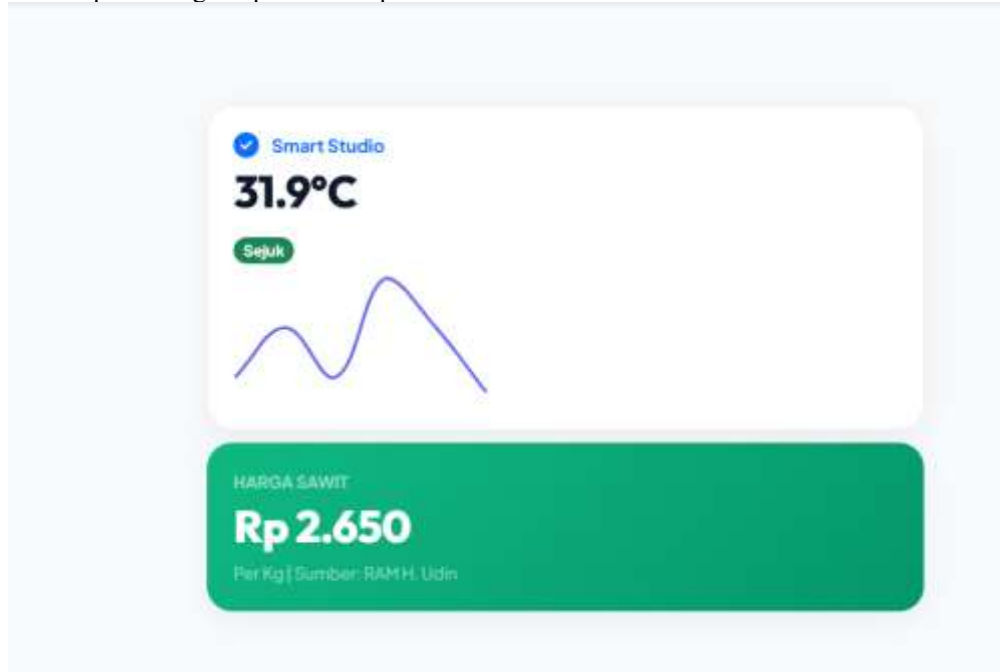 Smart Studio
31.9°C
Sejuk
HARGA SAWIT
Rp 2.650
Per Kg | Sumber: RAM H. Udin